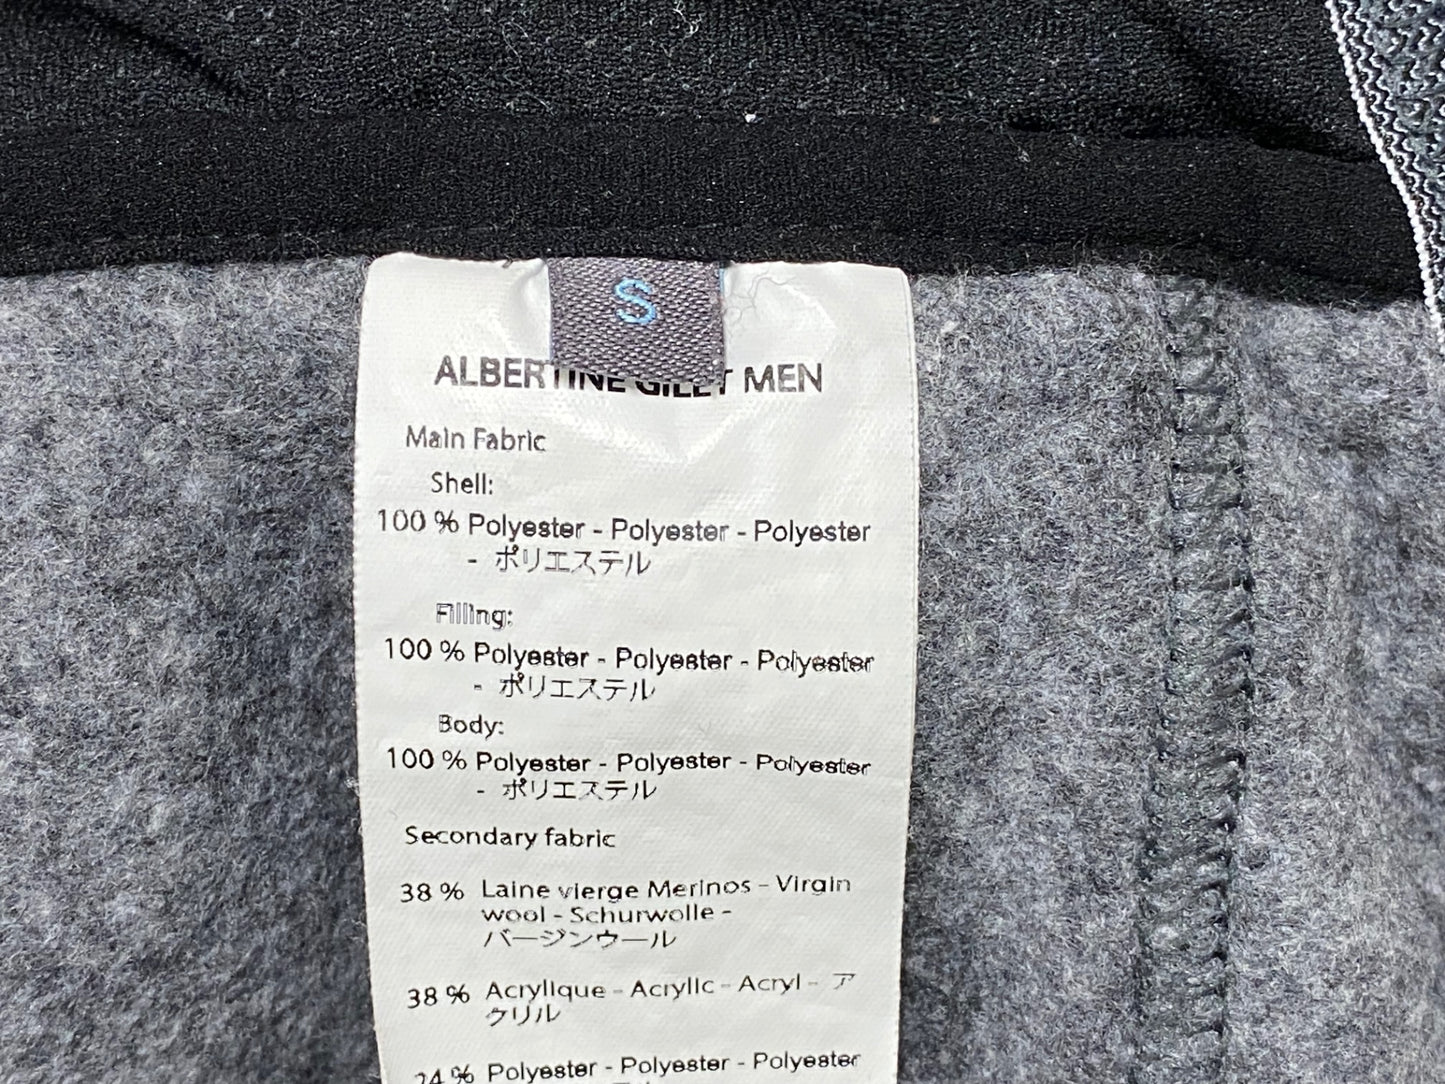 S
ALBERTINE GILET MEN
Main Fabric
Shell:
100 % Polyester - Polyester - Polyester
- ポリエステル
Filling:
100 % Polyester - Polyester - Polyester
- ポリエステル
Body:
100 % Polyester - Polyester - Polyester
- ポリエステル
Secondary fabric
38 % Laine vierge Merinos - Virgin
wool - Schurwolle -
バージンウール
38 % Acrylique - Acrylic - Acryl - ア
クリル
24 % Polyester - Polyester - Polyester